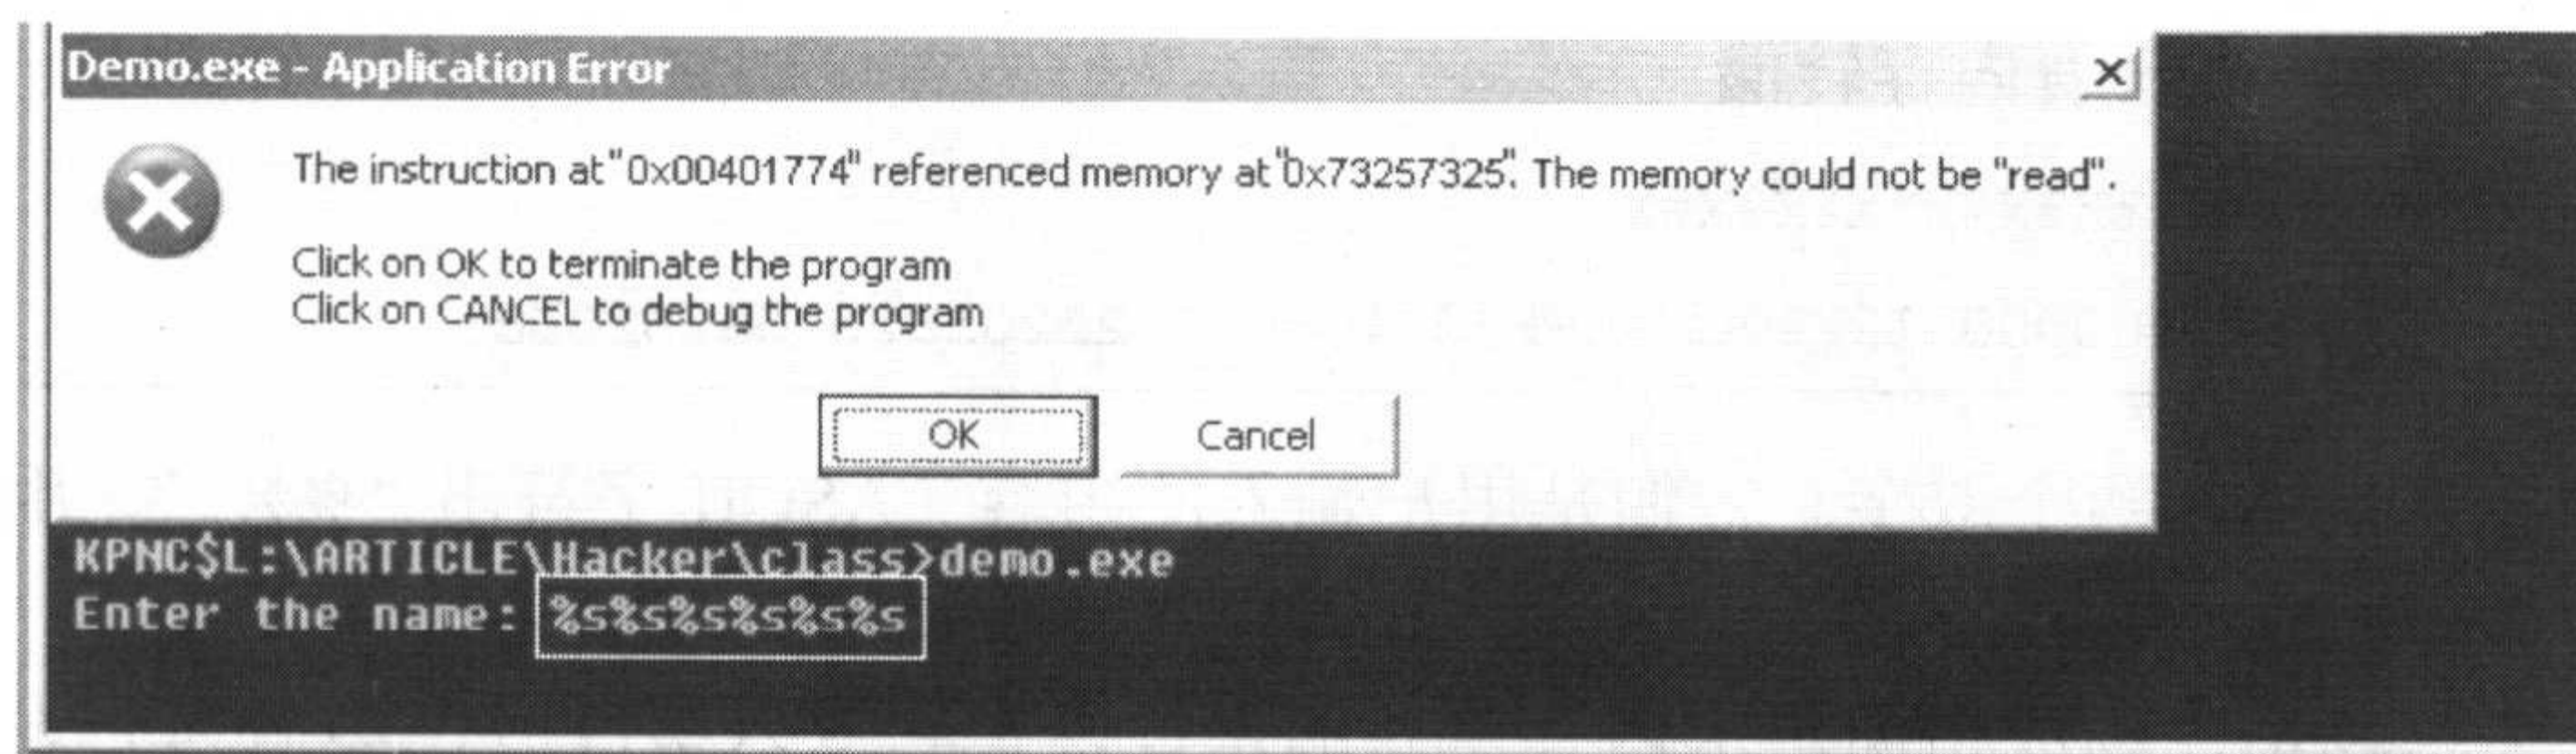 Demo.exe - Application Error
The instruction at "0x00401774" referenced memory at "0x73257325". The memory could not be "read".
Click on OK to terminate the program
Click on CANCEL to debug the program
OK Cancel
KPNC$L:\ARTICLE\Hacker\class>demo.exe
Enter the name: %s%s%s%s%s%s